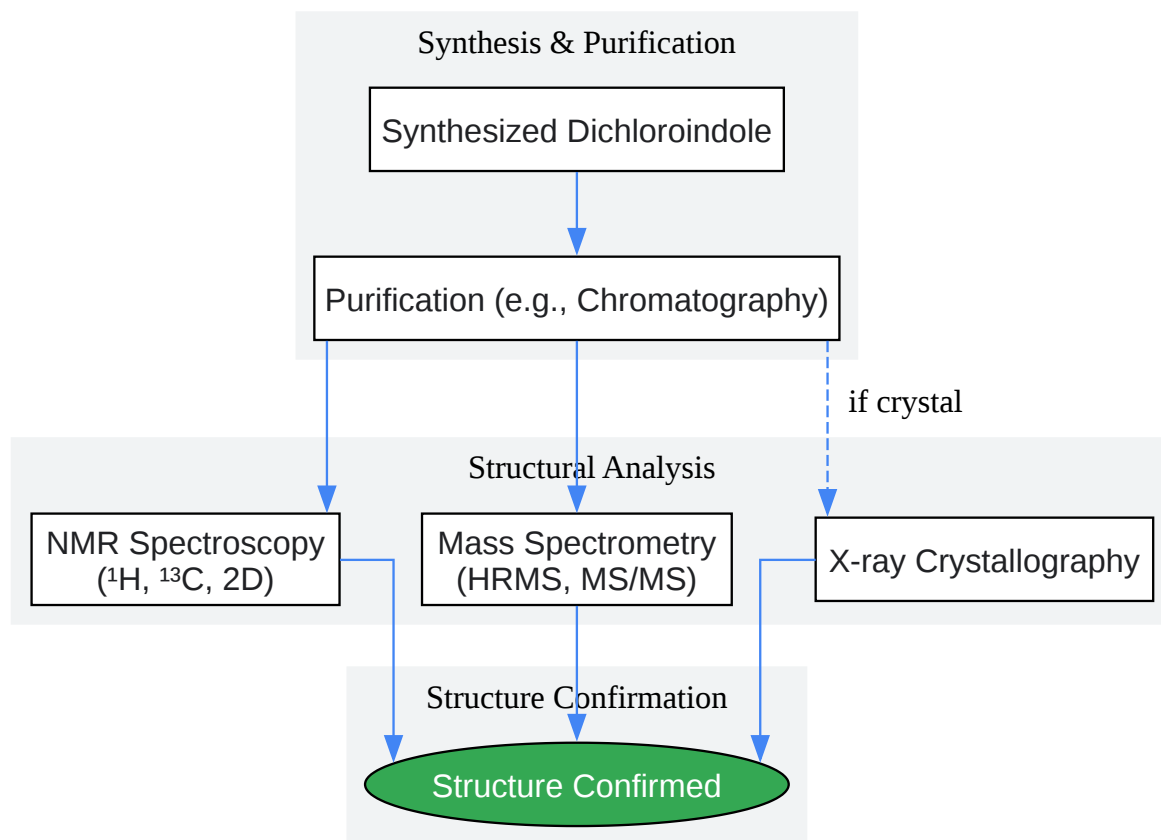 Synthesis & Purification
Synthesized Dichloroindole
Purification (e.g., Chromatography)
if crystal
Structural Analysis
NMR Spectroscopy
(¹H, ¹³C, 2D)
Mass Spectrometry
(HRMS, MS/MS)
X-ray Crystallography
Structure Confirmation
Structure Confirmed